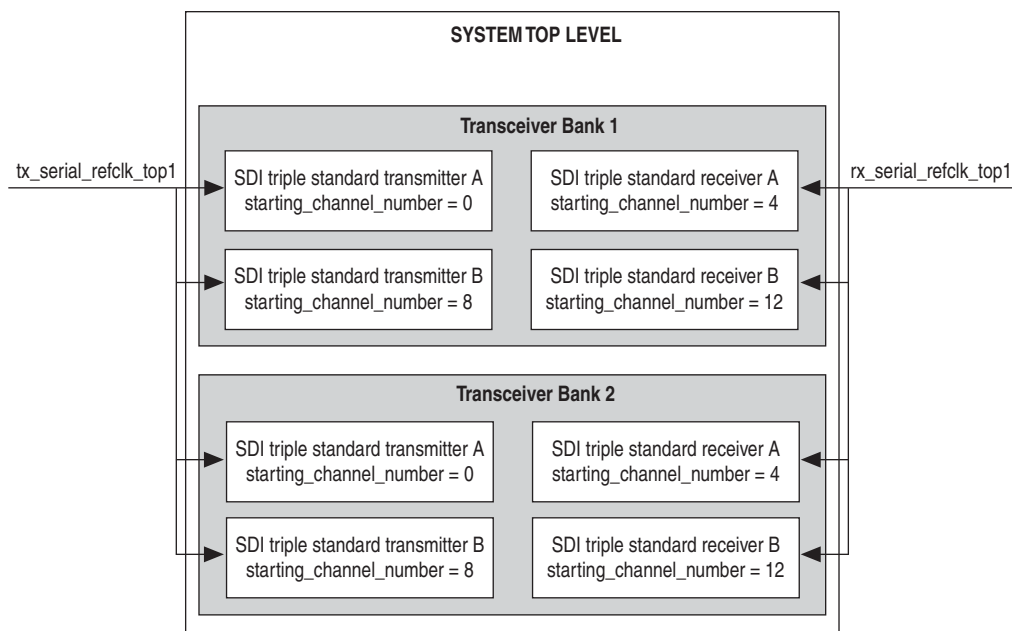 SYSTEM TOP LEVEL
Transceiver Bank 1
tx_serial_refclk_top1
SDI triple standard transmitter A
starting_channel_number = 0
SDI triple standard receiver A
starting_channel_number = 4
rx_serial_refclk_top1
SDI triple standard transmitter B
starting_channel_number = 8
SDI triple standard receiver B
starting_channel_number = 12
Transceiver Bank 2
SDI triple standard transmitter A
starting_channel_number = 0
SDI triple standard receiver A
starting_channel_number = 4
SDI triple standard transmitter B
starting_channel_number = 8
SDI triple standard receiver B
starting_channel_number = 12